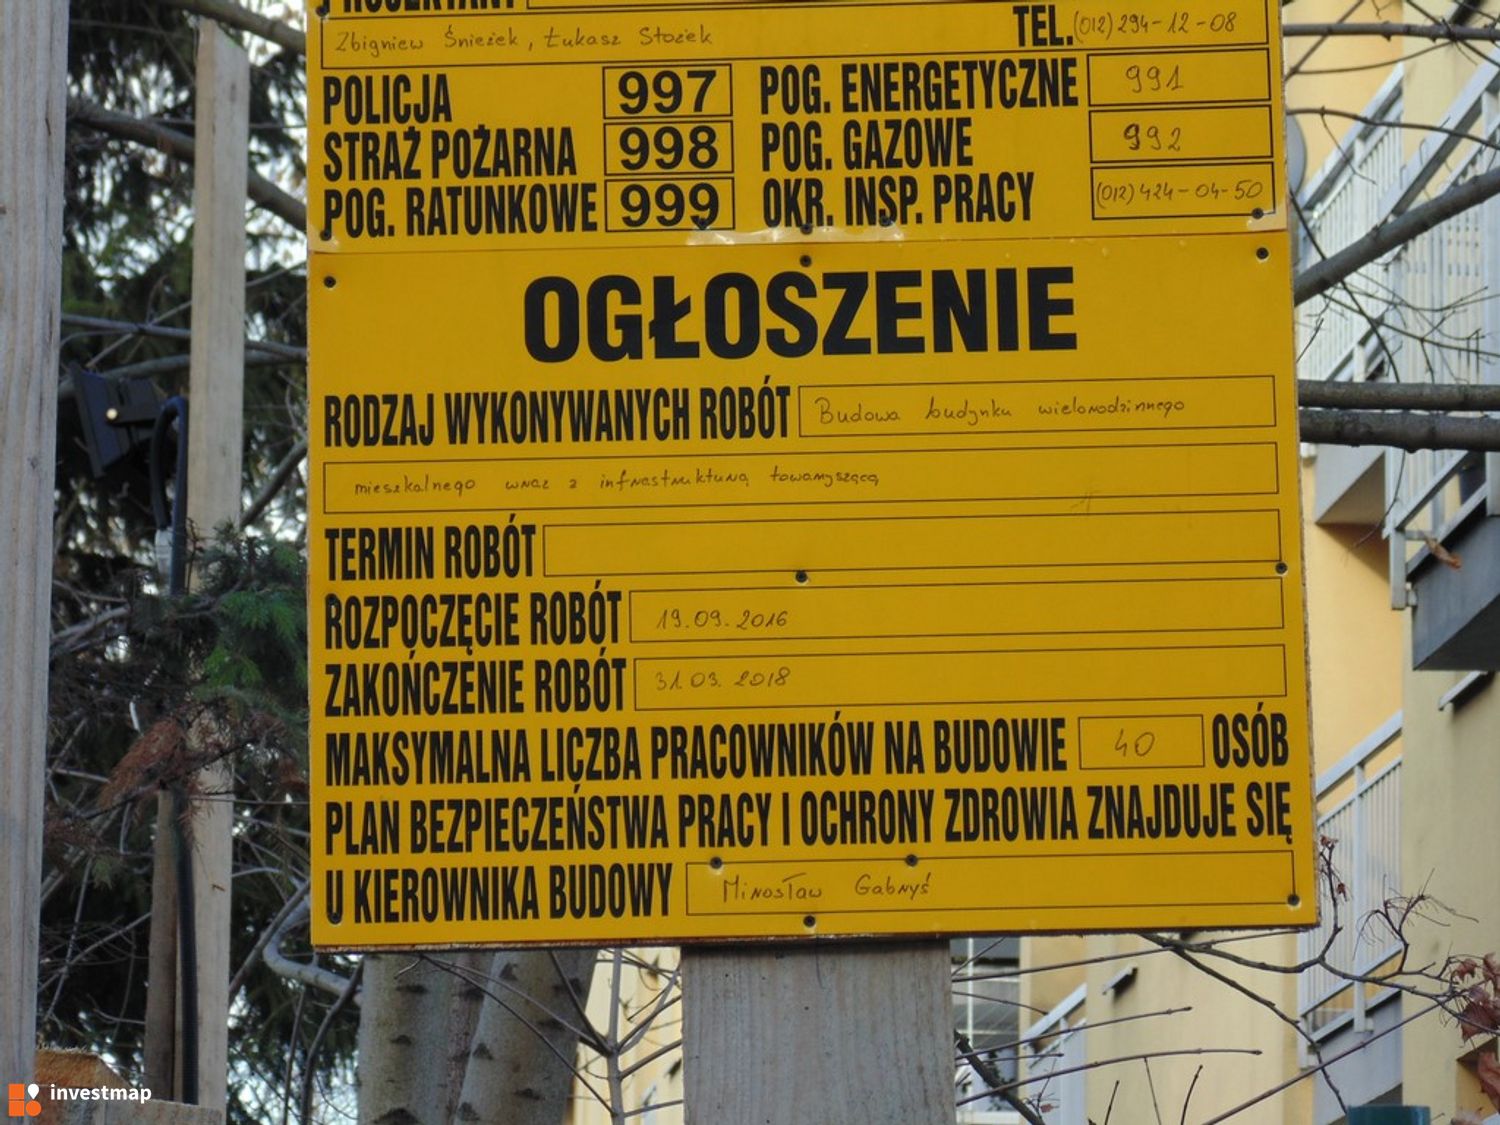 PROJEKTANT
Zbigniew Śnieżek, Łukasz Stożek TEL. (012) 294-12-08
POLICJA 997 POG. ENERGETYCZNE 991
STRAŻ POŻARNA 998 POG. GAZOWE 992
POG. RATUNKOWE 999 OKR. INSP. PRACY (012) 424-04-50
OGŁOSZENIE
RODZAJ WYKONYWANYCH ROBÓT Budowa budynku wielorodzinnego
mieszkalnego wraz z infrastrukturą towarzyszącą
TERMIN ROBÓT
ROZPOCZĘCIE ROBÓT 19.09.2016
ZAKOŃCZENIE ROBÓT 31.03.2018
MAKSYMALNA LICZBA PRACOWNIKÓW NA BUDOWIE 40 OSÓB
PLAN BEZPIECZEŃSTWA PRACY I OCHRONY ZDROWIA ZNAJDUJE SIĘ
U KIEROWNIKA BUDOWY Mirosław Gabryś
investmap